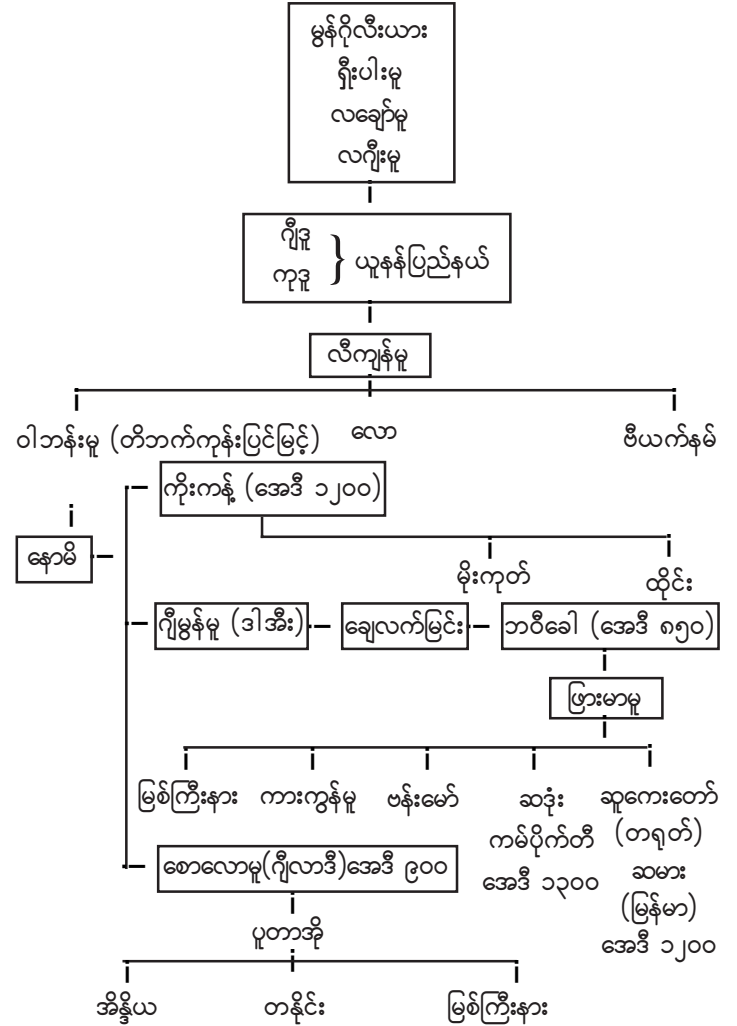 မွန်ဂိုလီးယား
ရှီးပါးမူ
လချော်မူ
လဂျီးမူ
ဂျီဒူ
ကုဒူ
} ယူနန်ပြည်နယ်
လီကျန်မူ
ဝါဘန်းမူ (တိဘက်ကုန်းပြင်မြင့်)
လော
ဗီယက်နမ်
ကိုးကန့် (အေဒီ ၁၂၀၀)
နောမိ
မိုးကုတ်
ထိုင်း
ဂျီမွန်မူ (ဒါအီး)
ချေလက်မြင်း
ဘဝီခေါ (အေဒီ ၈၅၀)
ဖြားမာမူ
မြစ်ကြီးနား
ကားကွန်မူ
ဗန်းမော်
ဆဒုံး
ကမ်ပိုက်တီ
အေဒီ ၁၃၀၀
ဆူကေးတော်
(တရုတ်)
ဆမား
(မြန်မာ)
အေဒီ ၁၂၀၀
စောလောမူ(ဂျီလာဒီ)အေဒီ ၉၀၀
ပူတာအို
အိန္ဒိယ
တနိုင်း
မြစ်ကြီးနား